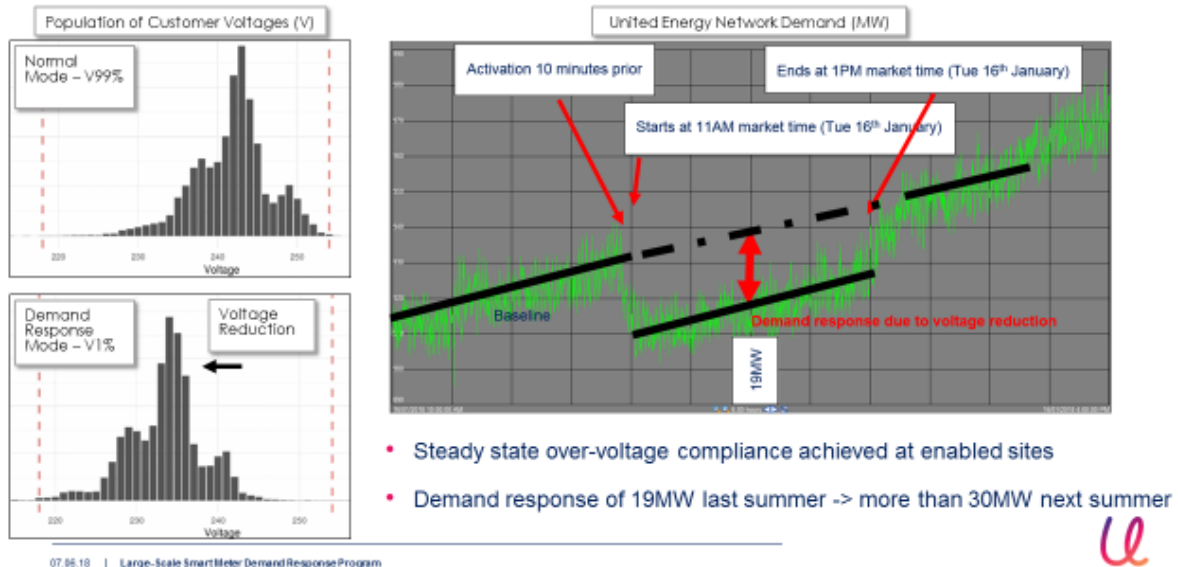 Population of Customer Voltages (V)
Normal
Mode – V99%
220 230 240 250
Voltage
Demand
Response
Mode – V1%
Voltage
Reduction
220 230 240 250
Voltage
United Energy Network Demand (MW)
Activation 10 minutes prior
Ends at 1PM market time (Tue 16th January)
Starts at 11AM market time (Tue 16th January)
Baseline
Demand response due to voltage reduction
19MW
• Steady state over-voltage compliance achieved at enabled sites
• Demand response of 19MW last summer -> more than 30MW next summer
07.06.18 | Large-Scale Smart Meter Demand Response Program